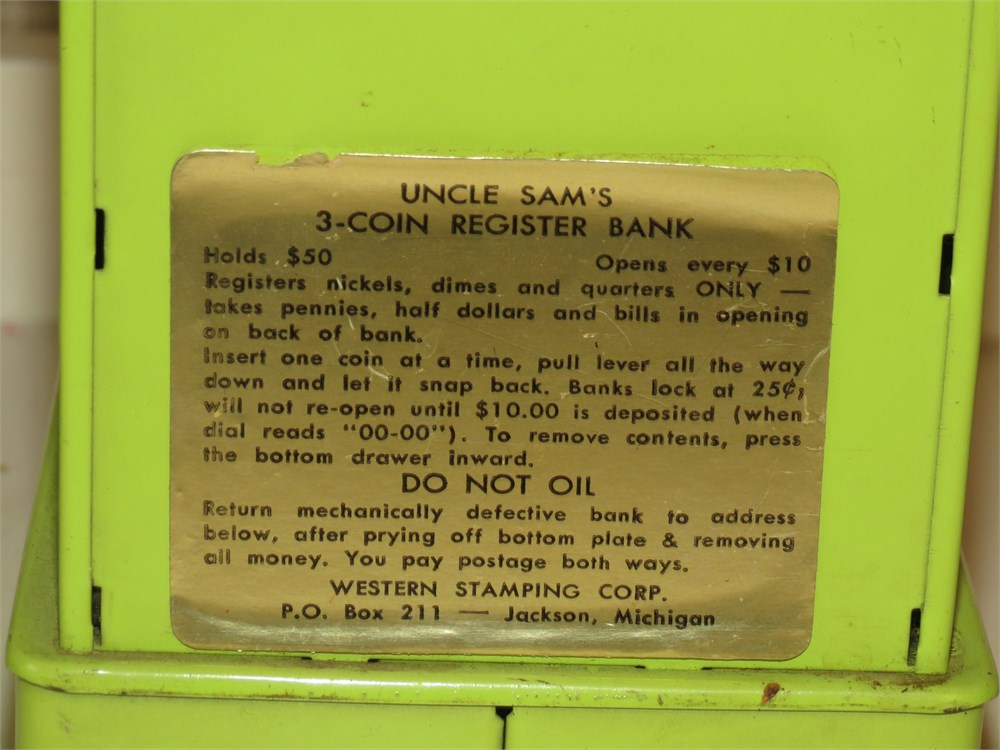 UNCLE SAM'S
3-COIN REGISTER BANK
Holds $50 Opens every $10
Registers nickels, dimes and quarters ONLY —
takes pennies, half dollars and bills in opening
on back of bank.
Insert one coin at a time, pull lever all the way
down and let it snap back. Banks lock at 25¢,
will not re-open until $10.00 is deposited (when
dial reads "00-00"). To remove contents, press
the bottom drawer inward.
DO NOT OIL
Return mechanically defective bank to address
below, after prying off bottom plate & removing
all money. You pay postage both ways.
WESTERN STAMPING CORP.
P.O. Box 211 — Jackson, Michigan